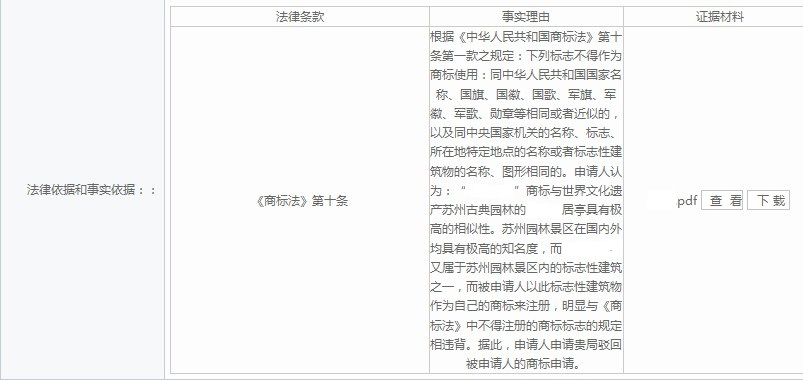 法律条款
事实理由
证据材料
法律依据和事实依据：：
《商标法》第十条
根据《中华人民共和国商标法》第十
条第一款之规定：下列标志不得作为
商标使用：同中华人民共和国国家名
称、国旗、国徽、国歌、军旗、军
徽、军歌、勋章等相同或者近似的，
以及同中央国家机关的名称、标志、
所在地特定地点的名称或者标志性建
筑物的名称、图形相同的。申请人认
为：“ ”商标与世界文化遗
产苏州古典园林的 居亭具有极
高的相似性。苏州园林景区在国内外
均具有极高的知名度，而
又属于苏州园林景区内的标志性建筑
之一，而被申请人以此标志性建筑物
作为自己的商标来注册，明显与《商
标法》中不得注册的商标标志的规定
相违背。据此，申请人申请贵局驳回
被申请人的商标申请。
.pdf 查 看 下 载